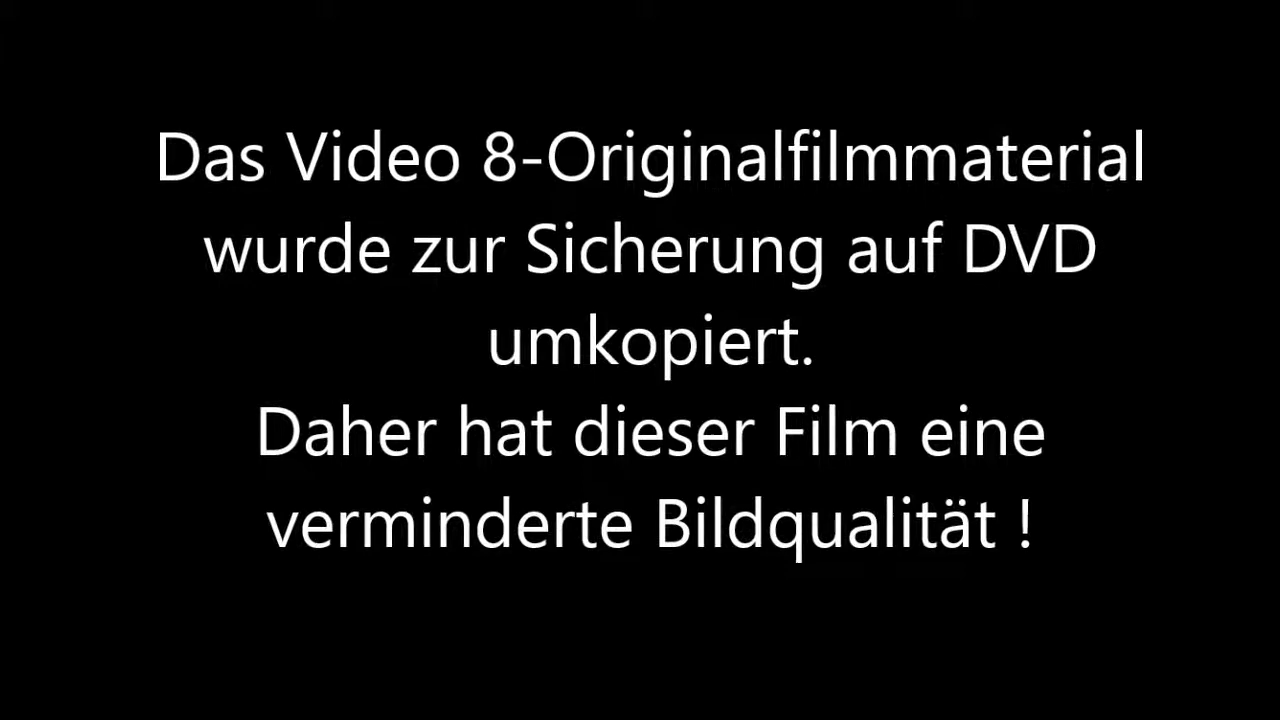 Das Video 8-Originalfilmmaterial
wurde zur Sicherung auf DVD
umkopiert.
Daher hat dieser Film eine
verminderte Bildqualität !